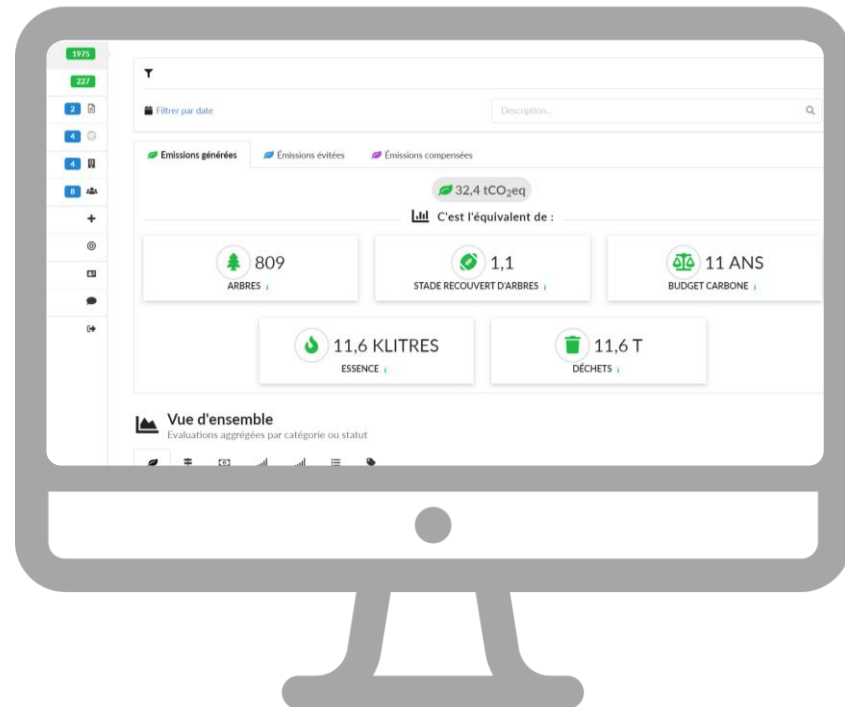 1975
227
2
4
4
8
Filtrer par date
Description...
Emissions générées
Émissions évitées
Émissions compensées
32,4 tCO₂eq
C'est l'équivalent de :
809
ARBRES i
1,1
STADE RECOUVERT D'ARBRES i
11 ANS
BUDGET CARBONE i
11,6 KLITRES
ESSENCE i
11,6 T
DÉCHETS i
Vue d'ensemble
Evaluations aggrégées par catégorie ou statut